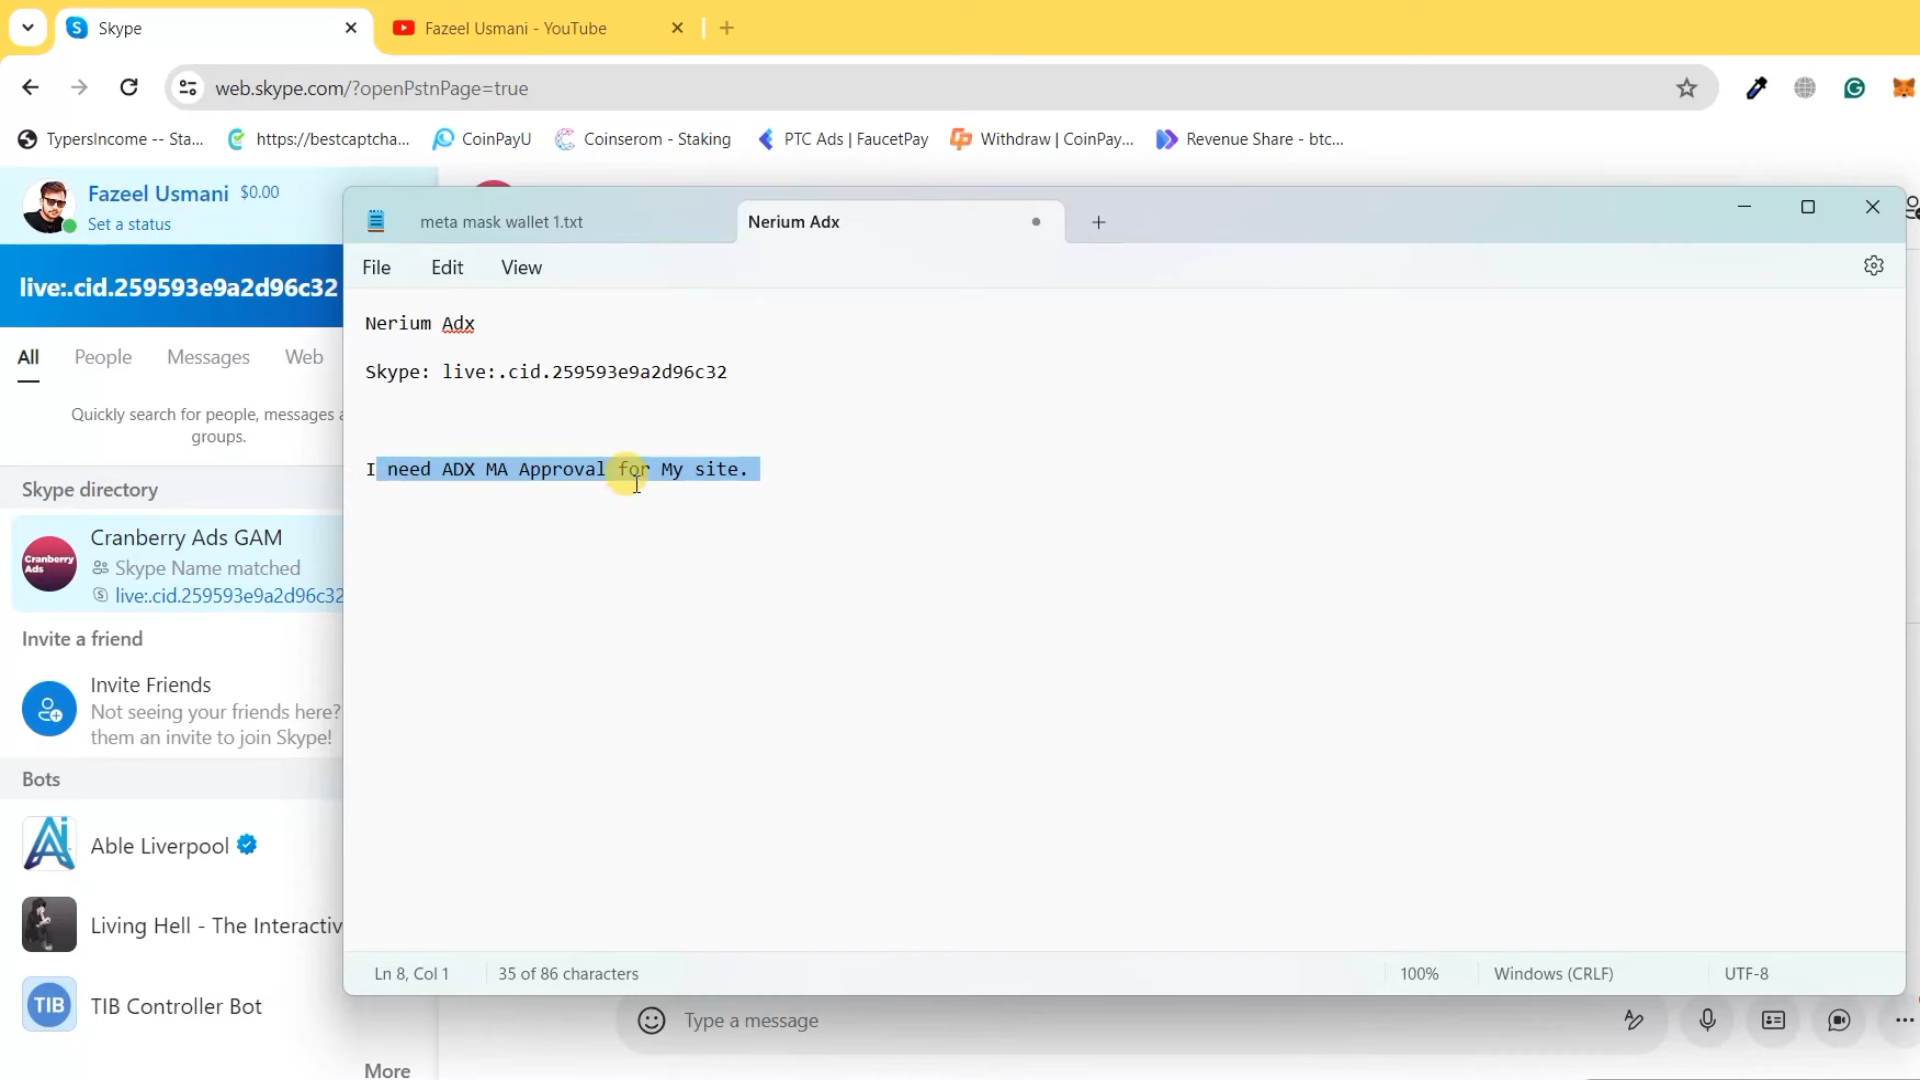 Skype
Fazeel Usmani - YouTube
web.skype.com/?openPstnPage=true
TypersIncome -- Sta...
https://bestcaptcha...
CoinPayU
Coinserom - Staking
PTC Ads | FaucetPay
Withdraw | CoinPay...
Revenue Share - btc...
Fazeel Usmani $0.00
Set a status
live:.cid.259593e9a2d96c32
All People Messages Web
Quickly search for people, messages
groups.
Skype directory
Cranberry Ads
Cranberry Ads GAM
Skype Name matched
live:.cid.259593e9a2d96c32
Invite a friend
Invite Friends
Not seeing your friends here?
them an invite to join Skype!
Bots
Able Liverpool
Living Hell - The Interactiv
TIB
TIB Controller Bot
More
meta mask wallet 1.txt
Nerium Adx
File Edit View
Nerium Adx
Skype: live:.cid.259593e9a2d96c32
I need ADX MA Approval for My site.
Ln 8, Col 1
35 of 86 characters
100%
Windows (CRLF)
UTF-8
Type a message